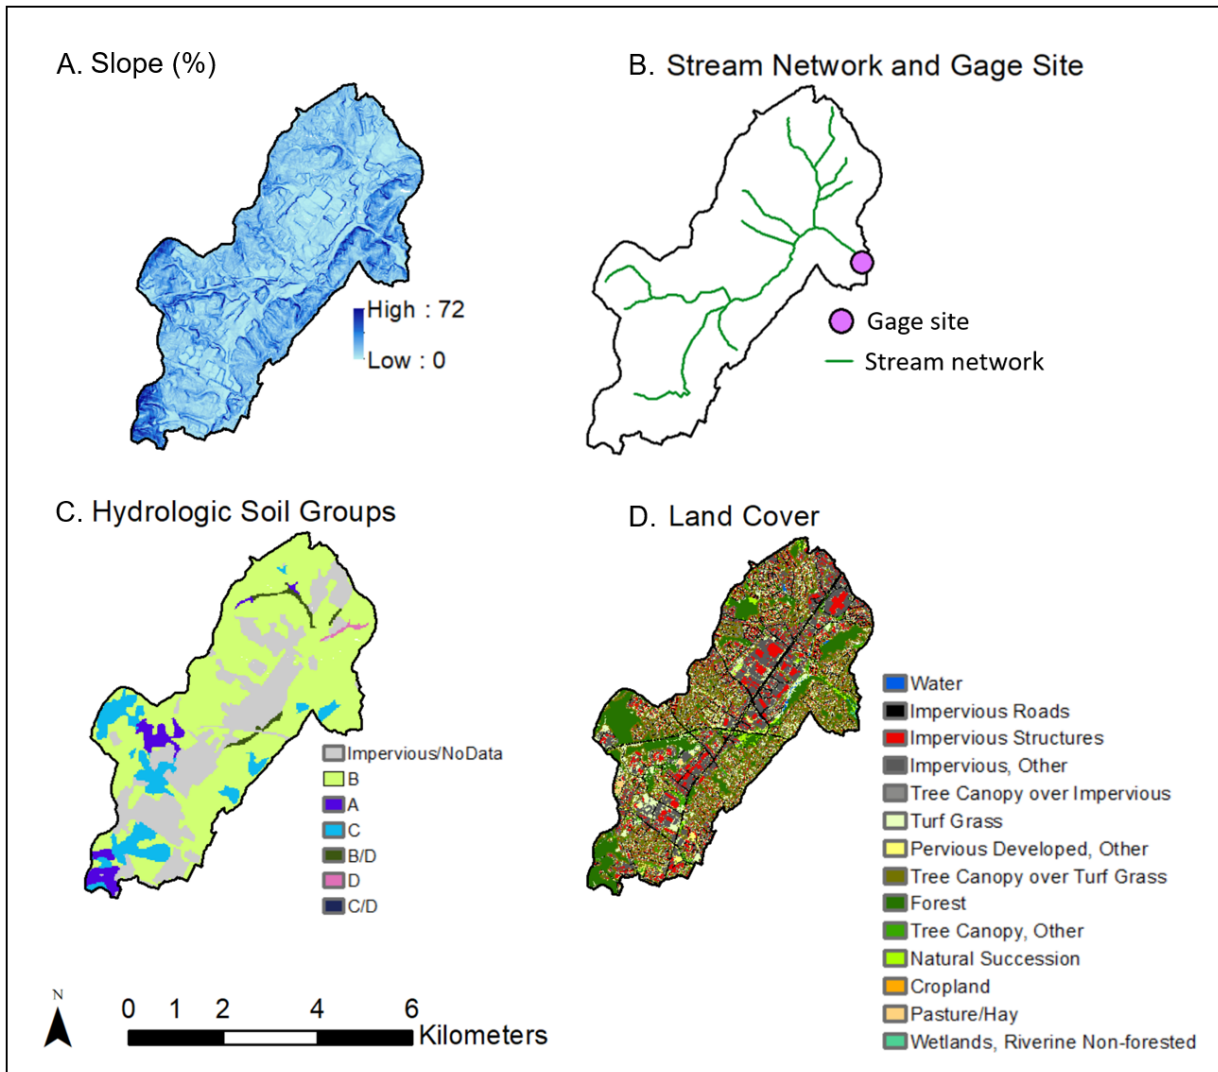 A. Slope (%)
B. Stream Network and Gage Site
High : 72
Low : 0
Gage site
Stream network
C. Hydrologic Soil Groups
D. Land Cover
Impervious/NoData
B
A
C
B/D
D
C/D
Water
Impervious Roads
Impervious Structures
Impervious, Other
Tree Canopy over Impervious
Turf Grass
Pervious Developed, Other
Tree Canopy over Turf Grass
Forest
Tree Canopy, Other
Natural Succession
Cropland
Pasture/Hay
Wetlands, Riverine Non-forested
N
0 1 2 4 6
Kilometers